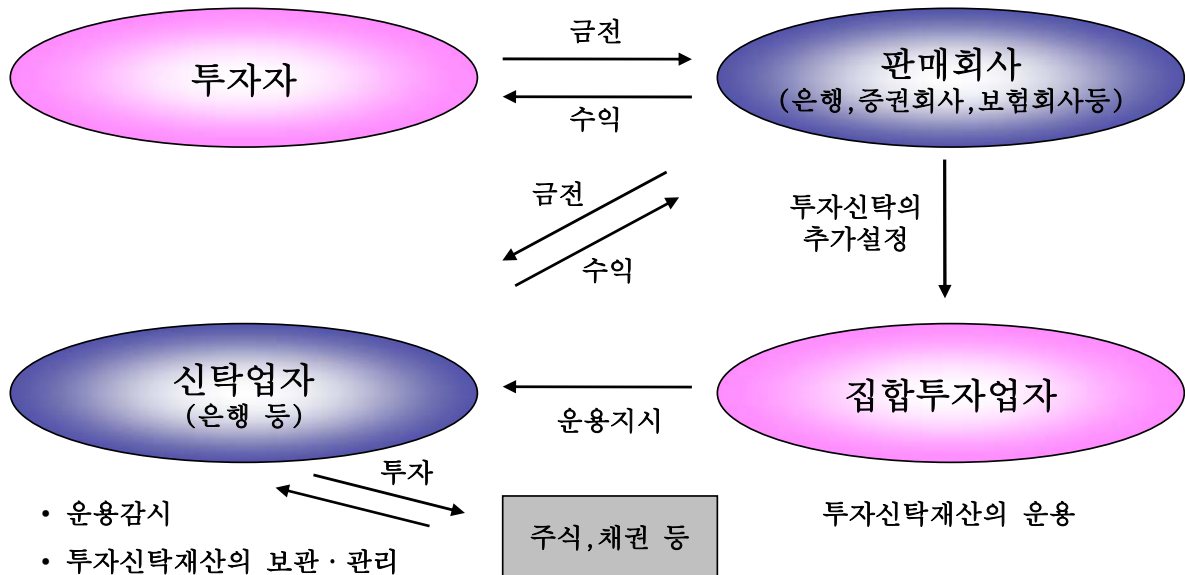 투자자
금전
수익
판매회사
(은행,증권회사,보험회사등)
금전
수익
투자신탁의
추가설정
신탁업자
(은행 등)
운용지시
집합투자업자
투자
• 운용감시
• 투자신탁재산의 보관·관리
주식,채권 등
투자신탁재산의 운용